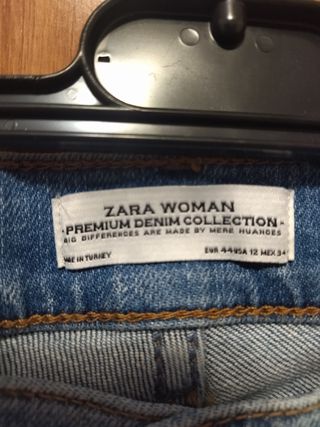 ZARA WOMAN
·PREMIUM DENIM COLLECTION·
BIG DIFFERENCES ARE MADE BY MERE NUANCES
MADE IN TURKEY EUR 44 USA 12 MEX 34